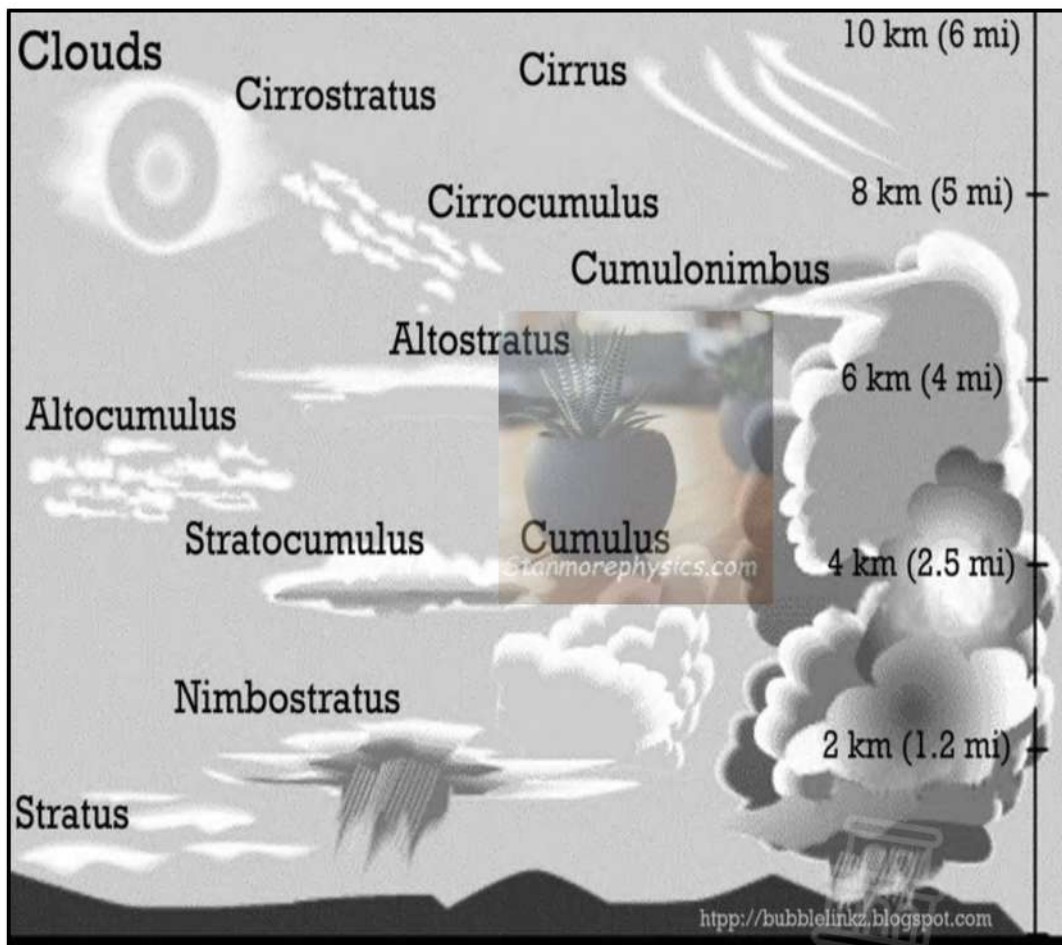 Clouds
10 km (6 mi)
Cirrus
Cirrostratus
8 km (5 mi)
Cirrocumulus
Cumulonimbus
Altostratus
6 km (4 mi)
Altocumulus
Stratocumulus
Cumulus
4 km (2.5 mi)
Stanmorephysics.com
Nimbostratus
2 km (1.2 mi)
Stratus
htpp://bubblelinkz.blogspot.com